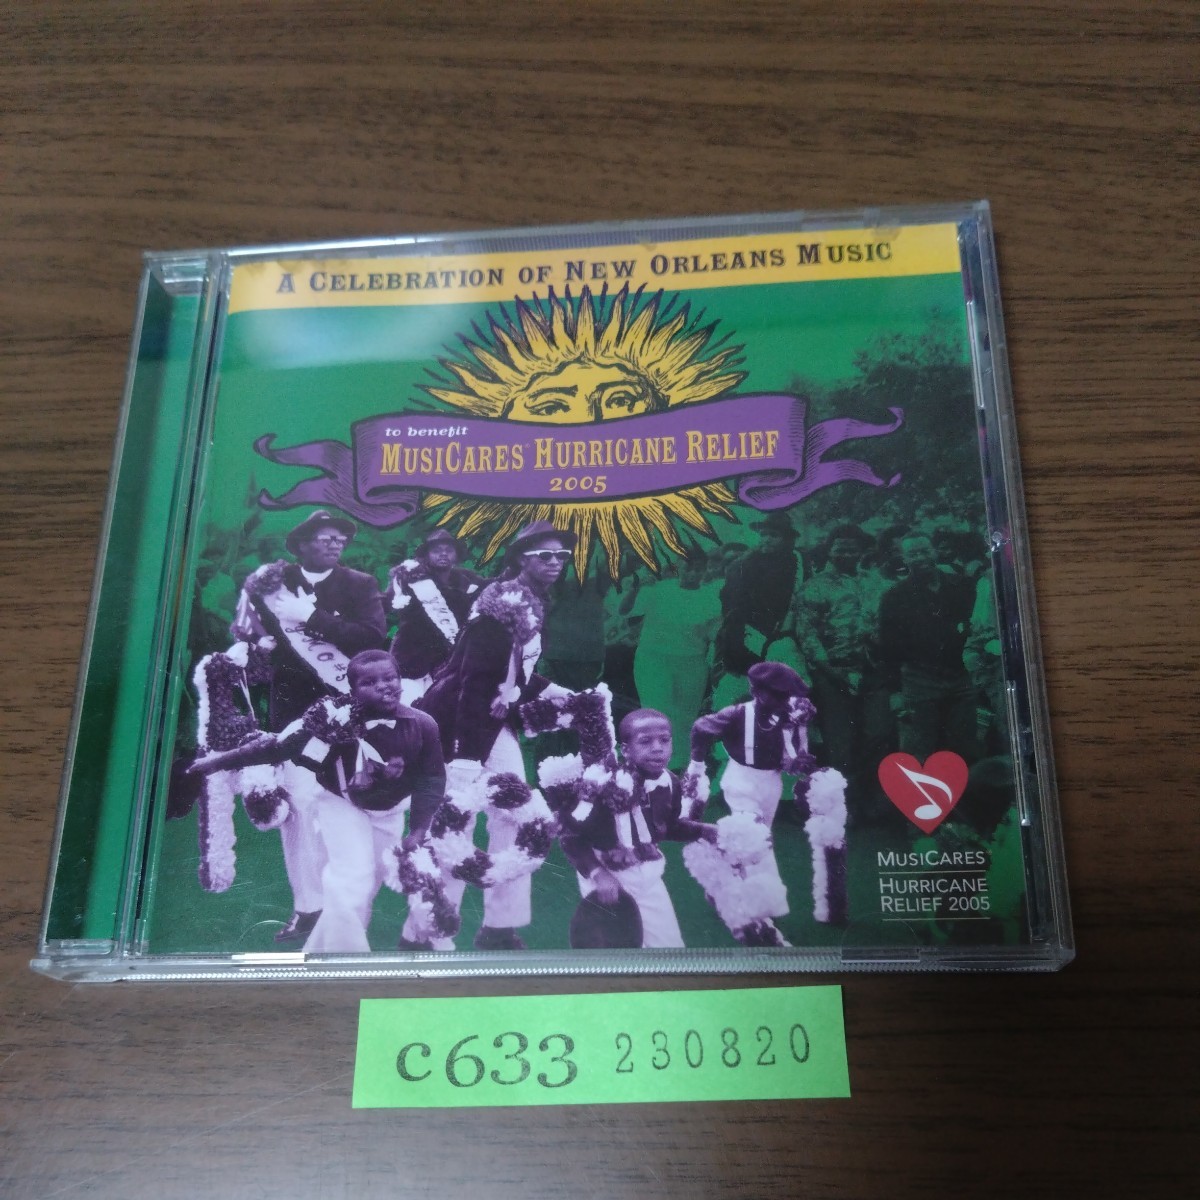 A Celebration of New Orleans Music
to benefit
MusiCares® Hurricane Relief
2005
MusiCares
Hurricane
Relief 2005
c633 230820